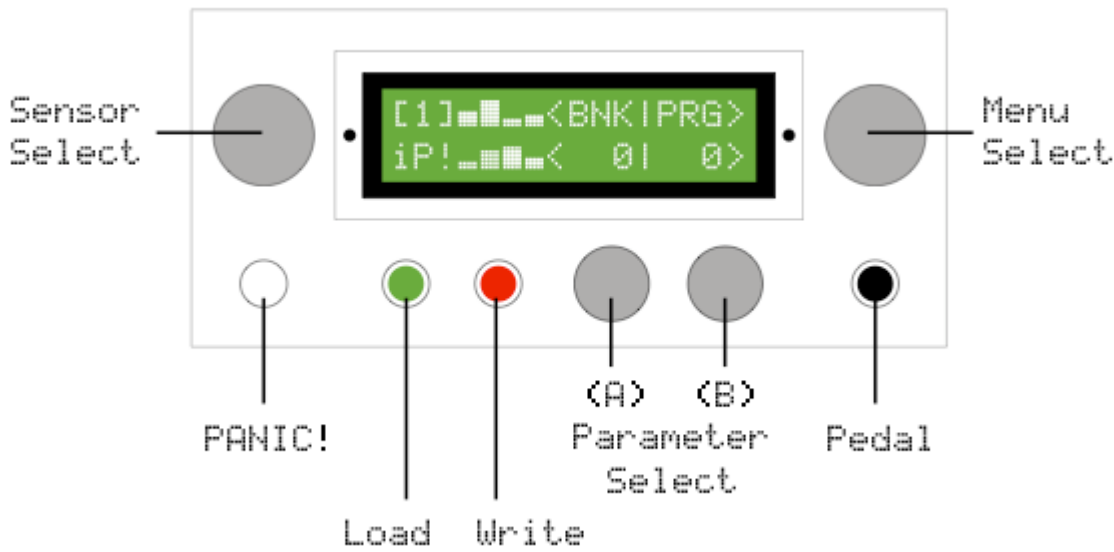 Sensor
Select
[1]<BNK|PRG>
iP!< 0| 0>
Menu
Select
PANIC!
Load
Write
(A)
(B)
Parameter
Select
Pedal